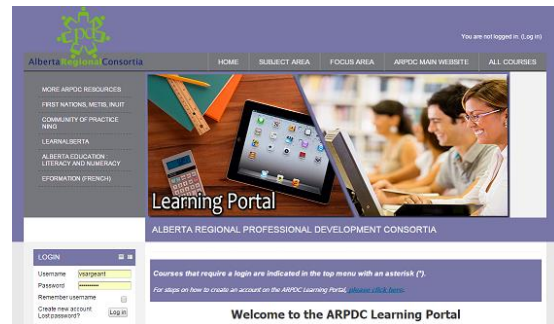 You are not logged in. (Log in)
arpdc
AlbertaRegionalConsortia
HOME
SUBJECT AREA
FOCUS AREA
ARPDC MAIN WEBSITE
ALL COURSES
MORE ARPDC RESOURCES
FIRST NATIONS, METIS, INUIT
COMMUNITY OF PRACTICE
NING
LEARNALBERTA
ALBERTA EDUCATION
LITERACY AND NUMERACY
EFORMATION (FRENCH)
Learning Portal
ALBERTA REGIONAL PROFESSIONAL DEVELOPMENT CONSORTIA
LOGIN
Username vsargeant
Password
Remember username
Create new account
Lost password?
Log in
Courses that require a login are indicated in the top menu with an asterisk (*).
For steps on how to create an account on the ARPDC Learning Portal, please click here.
Welcome to the ARPDC Learning Portal